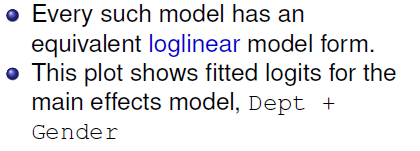 Every such model has an
equivalent loglinear model form.
This plot shows fitted logits for the
main effects model, Dept +
Gender